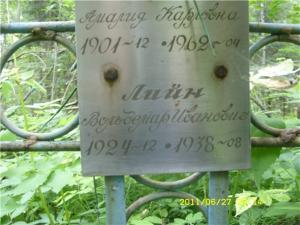 Амалия Карловна
1901-12 • 1962-04
Лийн
Вольдемар Иванович
1924-12 • 1938-08
2011/06/27